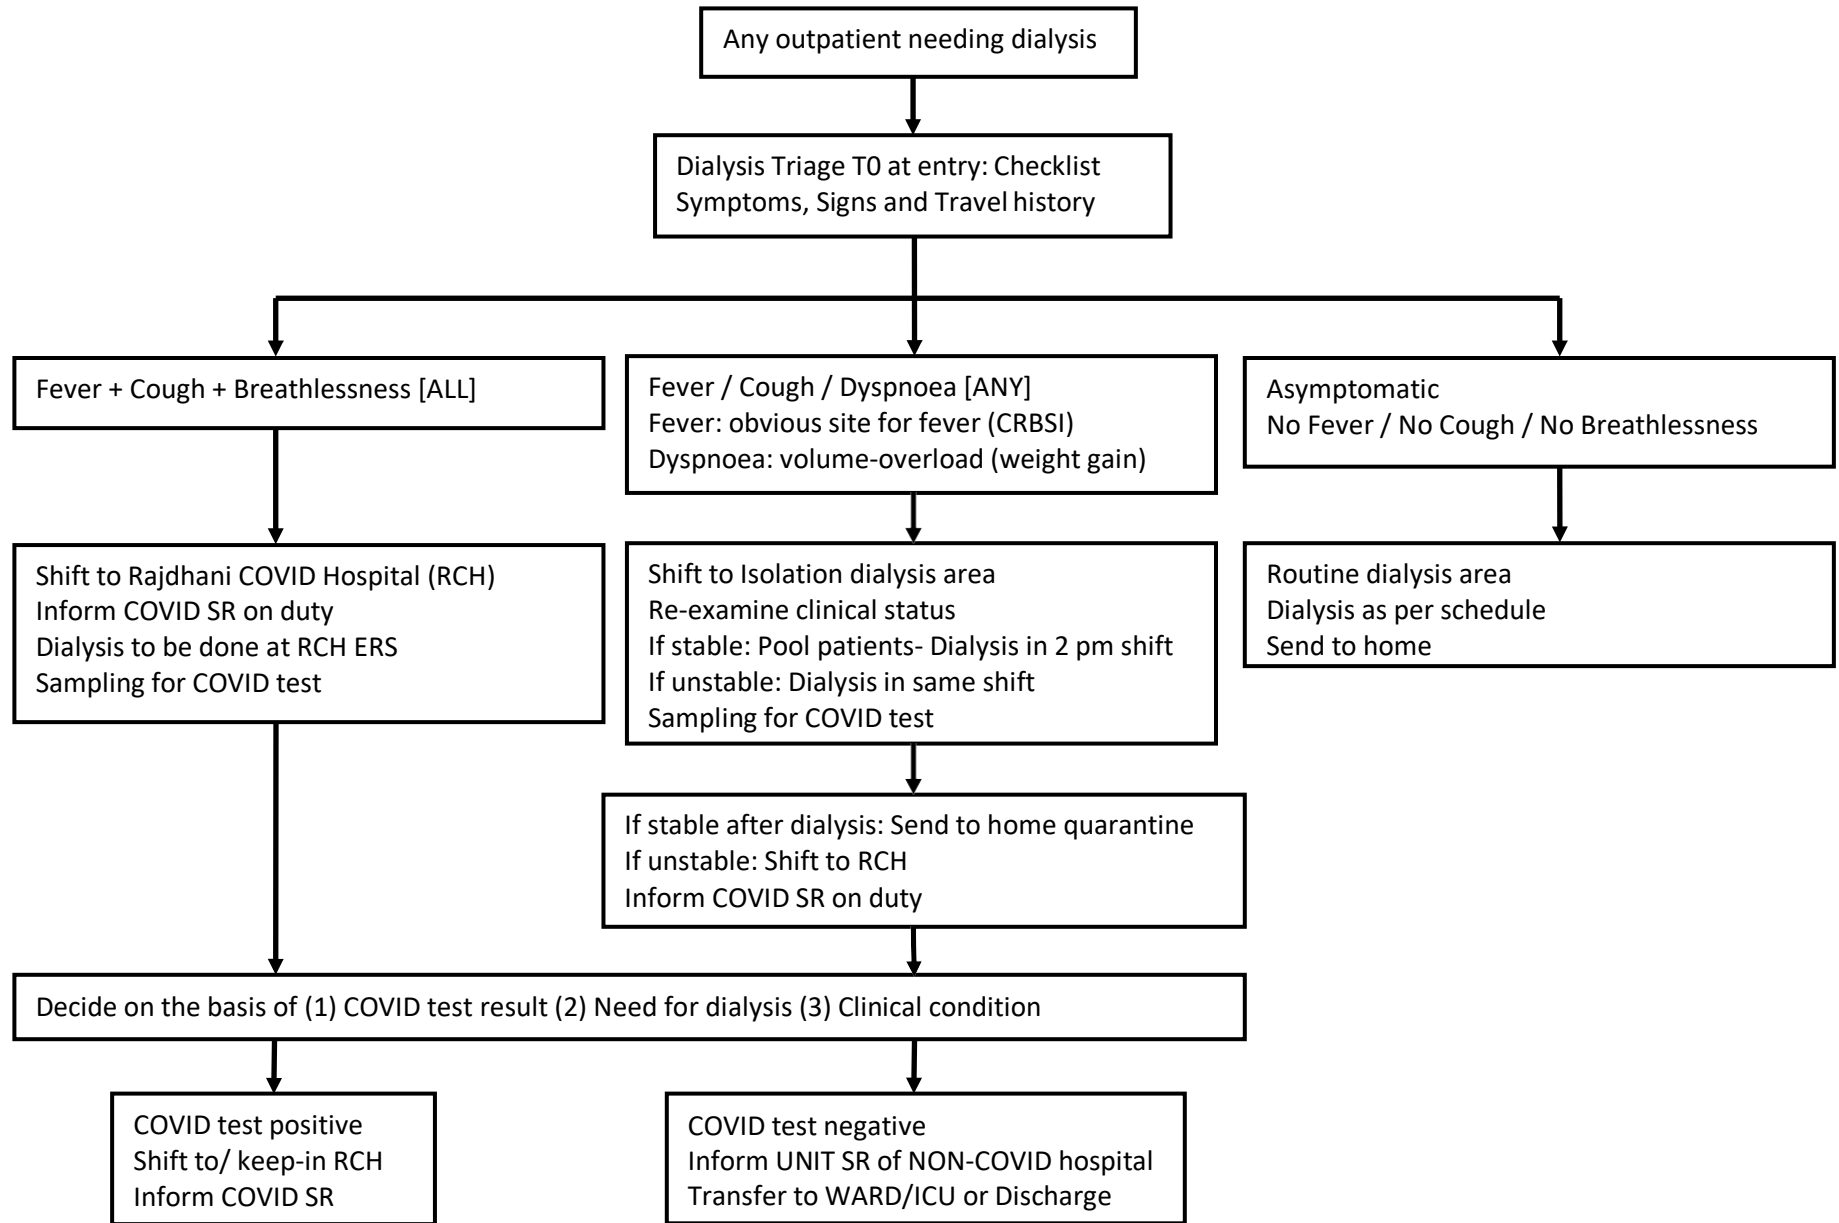 Any outpatient needing dialysis
Dialysis Triage T0 at entry: Checklist
Symptoms, Signs and Travel history
Fever + Cough + Breathlessness [ALL]
Fever / Cough / Dyspnoea [ANY]
Fever: obvious site for fever (CRBSI)
Dyspnoea: volume-overload (weight gain)
Asymptomatic
No Fever / No Cough / No Breathlessness
Shift to Rajdhani COVID Hospital (RCH)
Inform COVID SR on duty
Dialysis to be done at RCH ERS
Sampling for COVID test
Shift to Isolation dialysis area
Re-examine clinical status
If stable: Pool patients- Dialysis in 2 pm shift
If unstable: Dialysis in same shift
Sampling for COVID test
Routine dialysis area
Dialysis as per schedule
Send to home
If stable after dialysis: Send to home quarantine
If unstable: Shift to RCH
Inform COVID SR on duty
Decide on the basis of (1) COVID test result (2) Need for dialysis (3) Clinical condition
COVID test positive
Shift to/ keep-in RCH
Inform COVID SR
COVID test negative
Inform UNIT SR of NON-COVID hospital
Transfer to WARD/ICU or Discharge